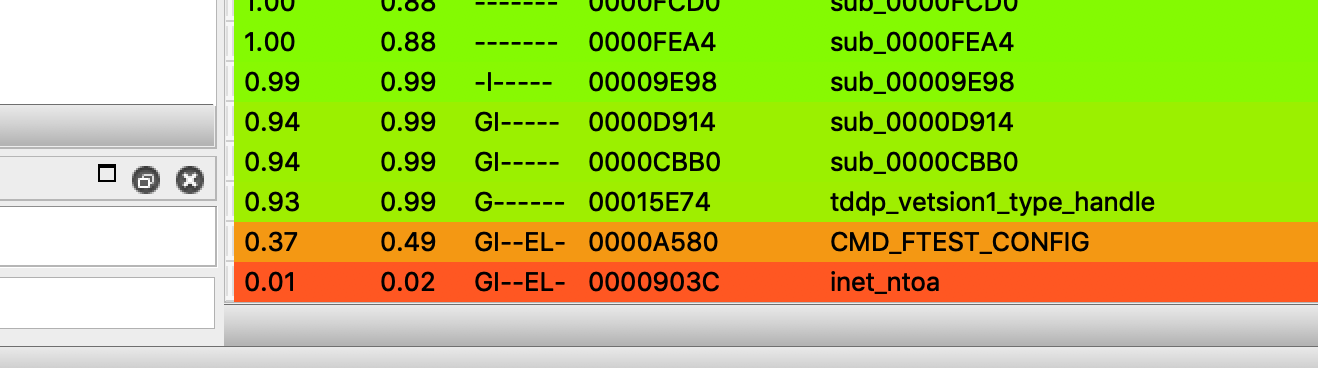 1.00 0.88 ------- 0000FCD0 sub_0000FCD0
1.00 0.88 ------- 0000FEA4 sub_0000FEA4
0.99 0.99 -I----- 00009E98 sub_00009E98
0.94 0.99 GI----- 0000D914 sub_0000D914
0.94 0.99 GI----- 0000CBB0 sub_0000CBB0
0.93 0.99 G------ 00015E74 tddp_vetsion1_type_handle
0.37 0.49 GI--EL- 0000A580 CMD_FTEST_CONFIG
0.01 0.02 GI--EL- 0000903C inet_ntoa